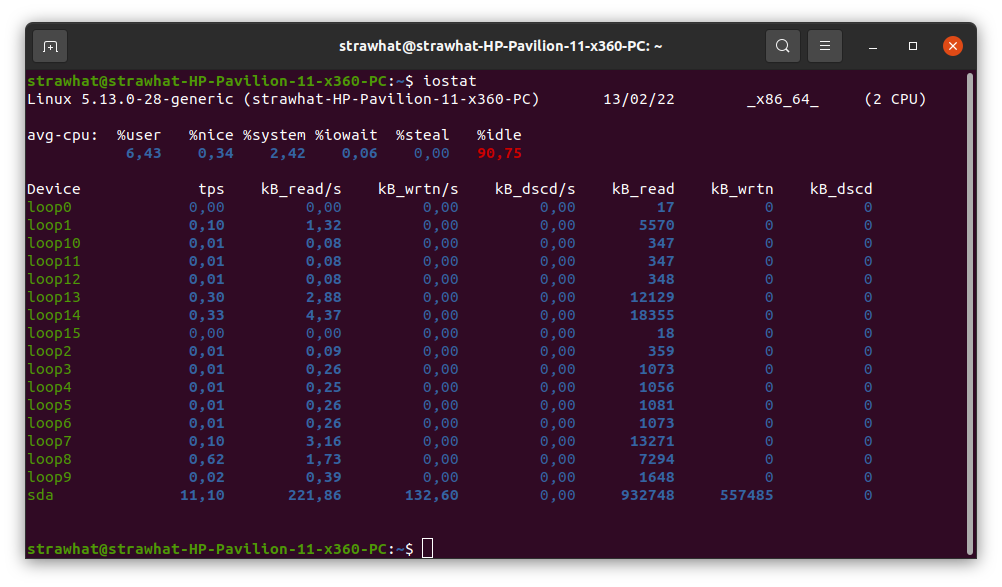 strawhat@strawhat-HP-Pavilion-11-x360-PC: ~
strawhat@strawhat-HP-Pavilion-11-x360-PC:~$ iostat
Linux 5.13.0-28-generic (strawhat-HP-Pavilion-11-x360-PC) 13/02/22 _x86_64_ (2 CPU)
avg-cpu: %user %nice %system %iowait %steal %idle
6,43 0,34 2,42 0,06 0,00 90,75
Device tps kB_read/s kB_wrtn/s kB_dscd/s kB_read kB_wrtn kB_dscd
loop0 0,00 0,00 0,00 0,00 17 0 0
loop1 0,10 1,32 0,00 0,00 5570 0 0
loop10 0,01 0,08 0,00 0,00 347 0 0
loop11 0,01 0,08 0,00 0,00 347 0 0
loop12 0,01 0,08 0,00 0,00 348 0 0
loop13 0,30 2,88 0,00 0,00 12129 0 0
loop14 0,33 4,37 0,00 0,00 18355 0 0
loop15 0,00 0,00 0,00 0,00 18 0 0
loop2 0,01 0,09 0,00 0,00 359 0 0
loop3 0,01 0,26 0,00 0,00 1073 0 0
loop4 0,01 0,25 0,00 0,00 1056 0 0
loop5 0,01 0,26 0,00 0,00 1081 0 0
loop6 0,01 0,26 0,00 0,00 1073 0 0
loop7 0,10 3,16 0,00 0,00 13271 0 0
loop8 0,62 1,73 0,00 0,00 7294 0 0
loop9 0,02 0,39 0,00 0,00 1648 0 0
sda 11,10 221,86 132,60 0,00 932748 557485 0
strawhat@strawhat-HP-Pavilion-11-x360-PC:~$